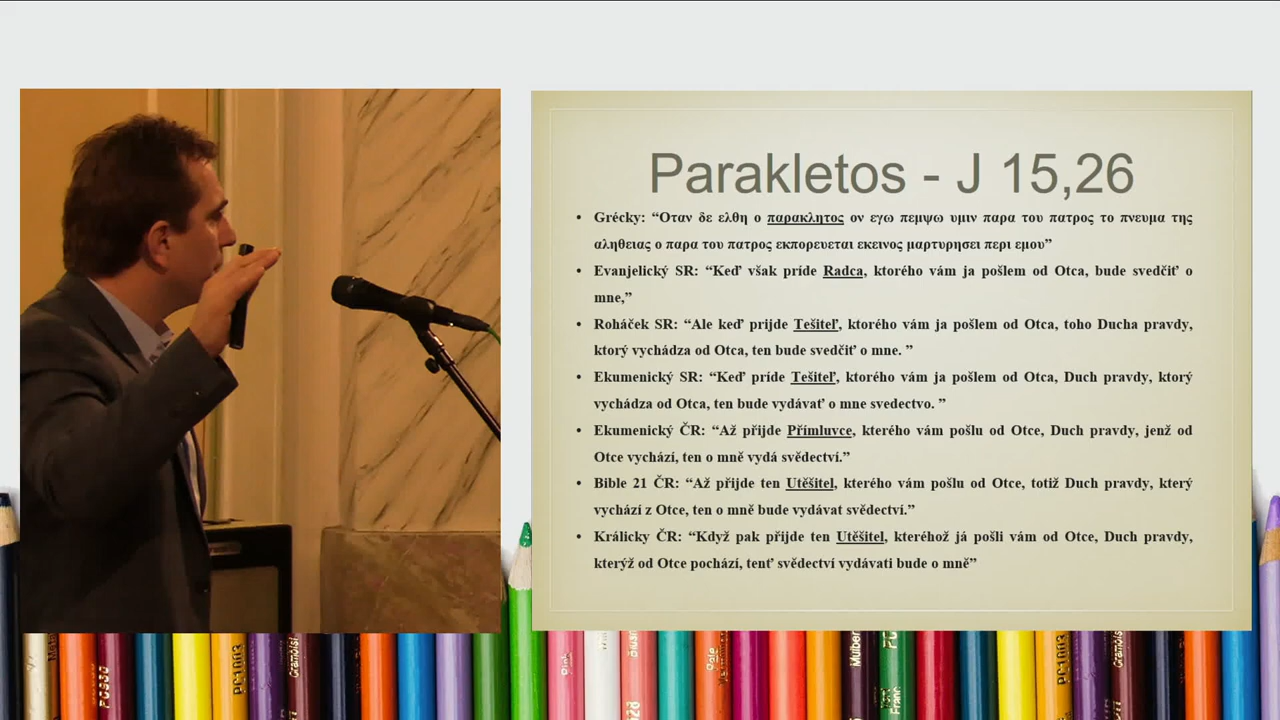 Parakletos - J 15,26
• Grécky: “Οταν δε ελθη ο παρακλητος ον εγω πεμψω υμιν παρα του πατρος το πνευμα της
αληθειας ο παρα του πατρος εκπορευεται εκεινος μαρτυρησει περι εμου”
• Evanjelický SR: “Keď však príde Radca, ktorého vám ja pošlem od Otca, bude svedčiť o
mne,”
• Roháček SR: “Ale keď prijde Tešiteľ, ktorého vám ja pošlem od Otca, toho Ducha pravdy,
ktorý vychádza od Otca, ten bude svedčiť o mne. ”
• Ekumenický SR: “Keď príde Tešiteľ, ktorého vám ja pošlem od Otca, Duch pravdy, ktorý
vychádza od Otca, ten bude vydávať o mne svedectvo. ”
• Ekumenický ČR: “Až přijde Přímluvce, kterého vám pošlu od Otce, Duch pravdy, jenž od
Otce vychází, ten o mně vydá svědectví.”
• Bible 21 ČR: “Až přijde ten Utěšitel, kterého vám pošlu od Otce, totiž Duch pravdy, který
vychází z Otce, ten o mně bude vydávat svědectví.”
• Králicky ČR: “Když pak přijde ten Utěšitel, kteréhož já pošli vám od Otce, Duch pravdy,
kterýž od Otce pochází, tenť svědectví vydávati bude o mně”
PC935
PC1003
PC1003